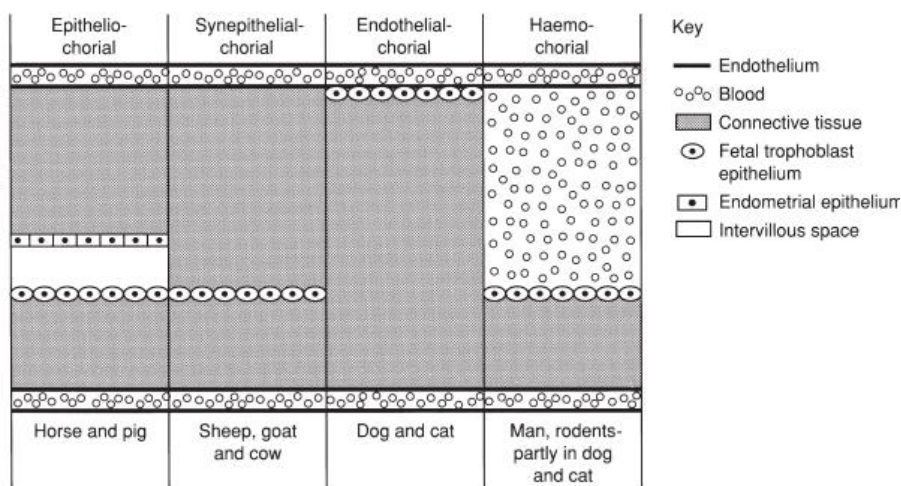 Epithelio-
chorial
Synepithelial-
chorial
Endothelial-
chorial
Haemo-
chorial
Key
Endothelium
Blood
Connective tissue
Fetal trophoblast
epithelium
Endometrial epithelium
Intervillous space
Horse and pig
Sheep, goat
and cow
Dog and cat
Man, rodents-
partly in dog
and cat